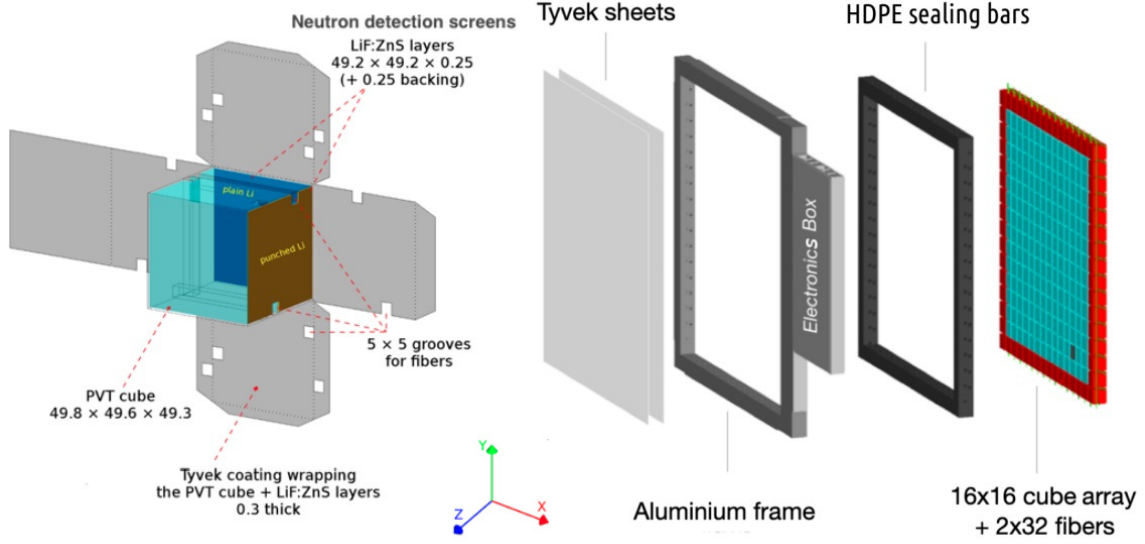 Neutron detection screens
LiF:ZnS layers
49.2 × 49.2 × 0.25
(+ 0.25 backing)
plain Li
punched Li
5 × 5 grooves
for fibers
PVT cube
49.8 × 49.6 × 49.3
Tyvek coating wrapping
the PVT cube + LiF:ZnS layers
0.3 thick
Y
X
Z
Tyvek sheets
Electronics Box
Aluminium frame
HDPE sealing bars
16x16 cube array
+ 2x32 fibers